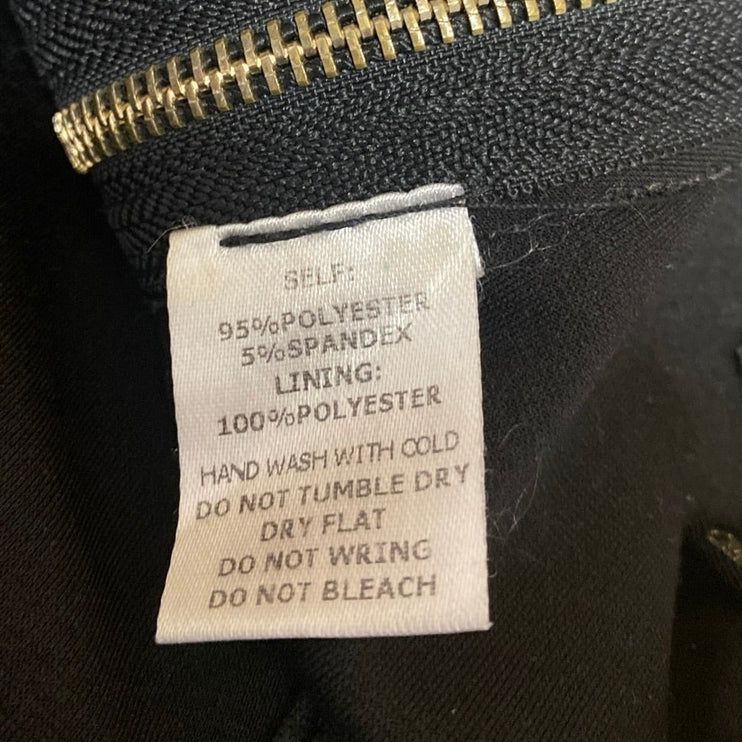 SELF:
95%POLYESTER
5%SPANDEX
LINING:
100%POLYESTER
HAND WASH WITH COLD
DO NOT TUMBLE DRY
DRY FLAT
DO NOT WRING
DO NOT BLEACH